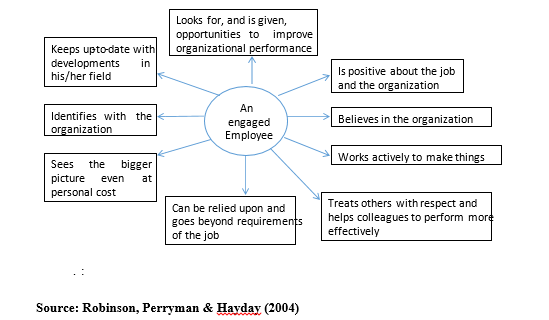 Looks for, and is given,
opportunities to improve
organizational performance
Keeps up-to-date with
developments in
his/her field
Is positive about the job
and the organization
An
engaged
Employee
Identifies with the
organization
Believes in the organization
Sees the bigger
picture even at
personal cost
Works actively to make things
Can be relied upon and
goes beyond requirements
of the job
Treats others with respect and
helps colleagues to perform more
effectively
. :
Source: Robinson, Perryman & Hayday (2004)